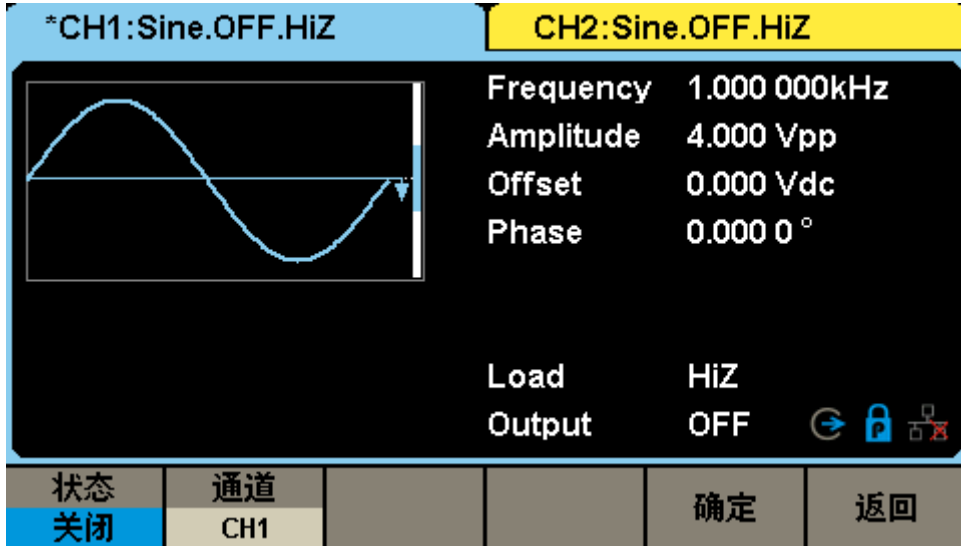 *CH1:Sine.OFF.HiZ
CH2:Sine.OFF.HiZ
Frequency 1.000 000kHz
Amplitude 4.000 Vpp
Offset 0.000 Vdc
Phase 0.000 0 °
Load HiZ
Output OFF
P
状态 通道 确定 返回
关闭 CH1